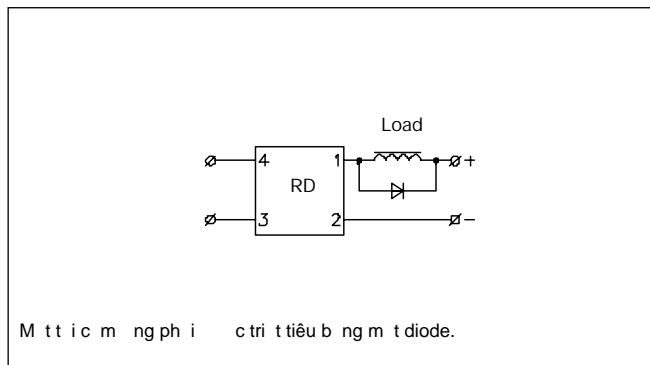 Load
4 1 +
RD
3 2 -
M t t i c m ng ph i c tri t tiêu b ng m t diode.